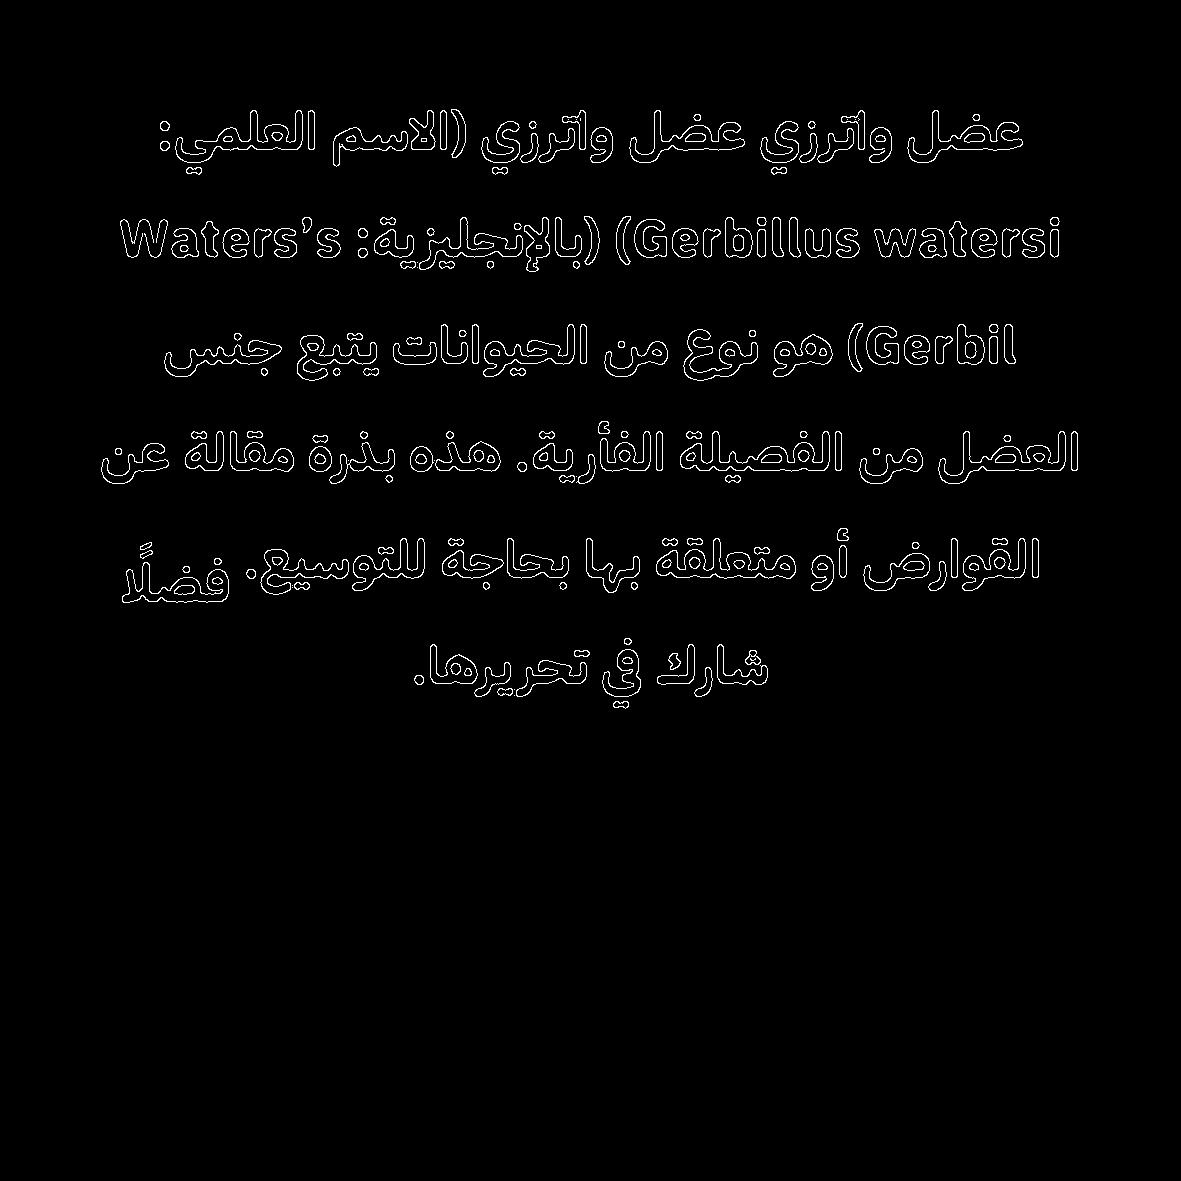 عضل واترزي عضل واترزي (الاسم العلمي:
Gerbillus watersi) (بالإنجليزية: Waters’s
Gerbil) هو نوع من الحيوانات يتبع جنس
العضل من الفصيلة الفأرية. هذه بذرة مقالة عن
القوارض أو متعلقة بها بحاجة للتوسيع. فضلًا
شارك في تحريرها.